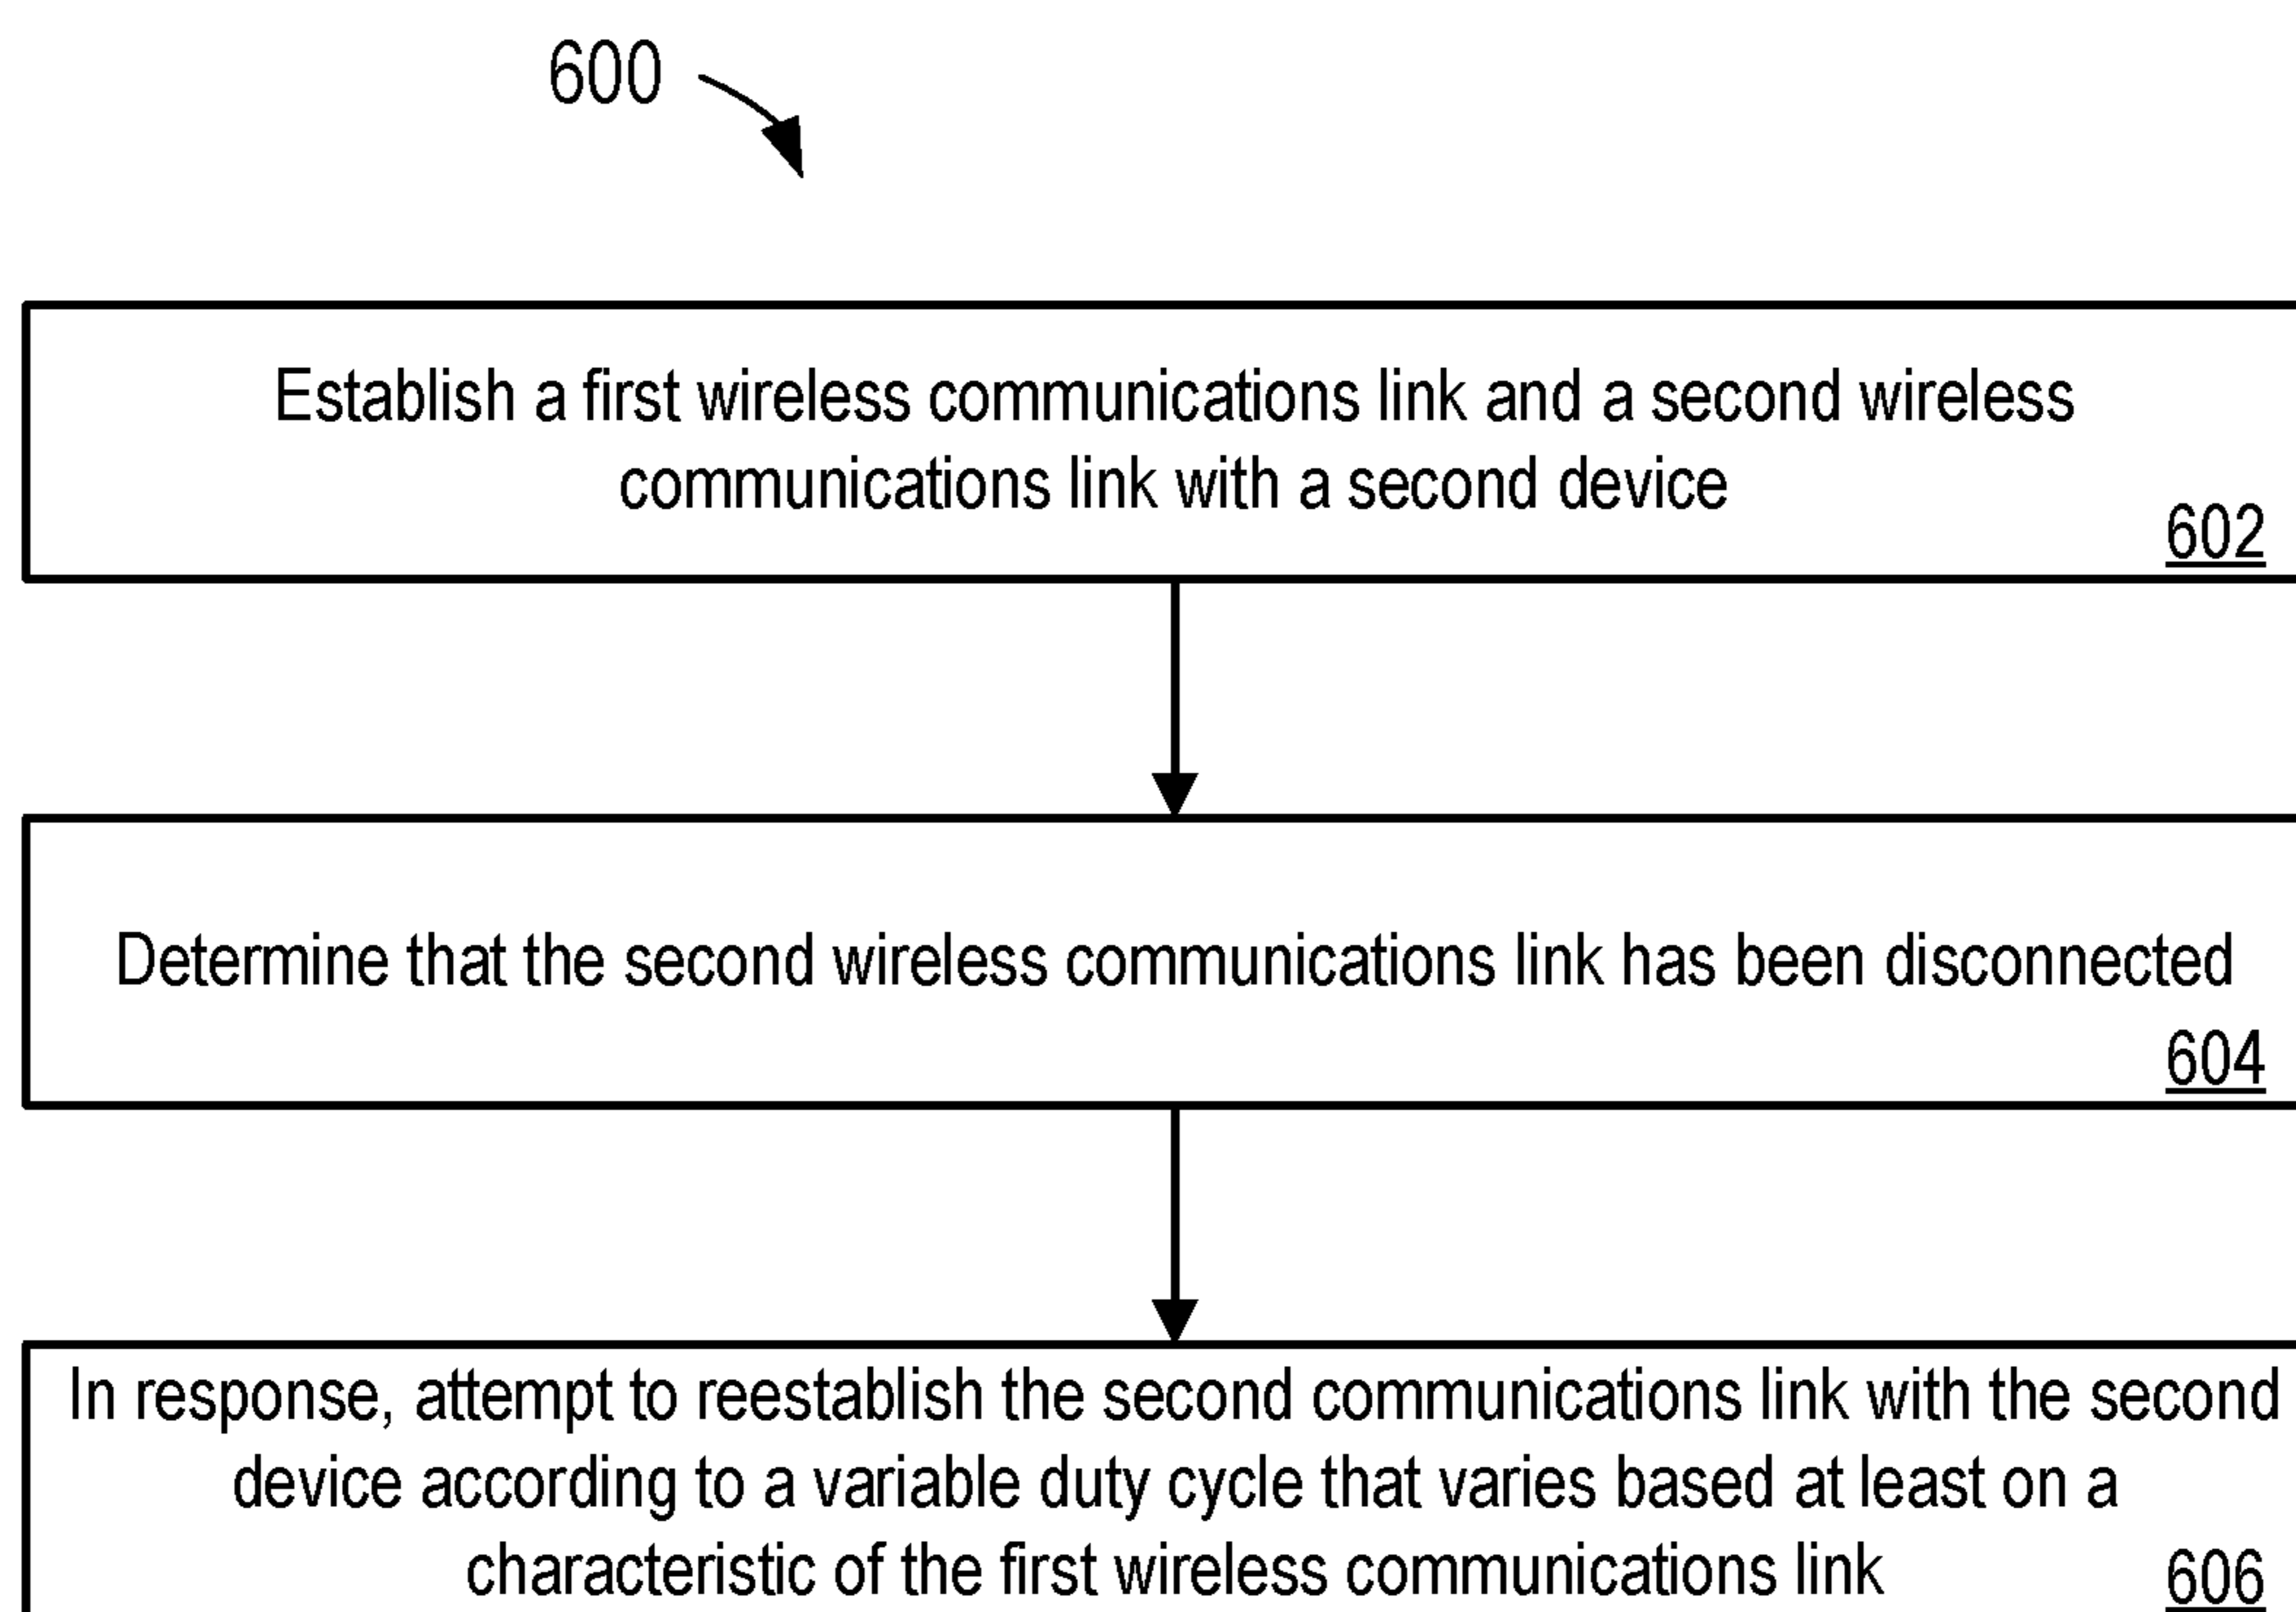 600
Establish a first wireless communications link and a second wireless
communications link with a second device
602
Determine that the second wireless communications link has been disconnected
604
In response, attempt to reestablish the second communications link with the second
device according to a variable duty cycle that varies based at least on a
characteristic of the first wireless communications link
606